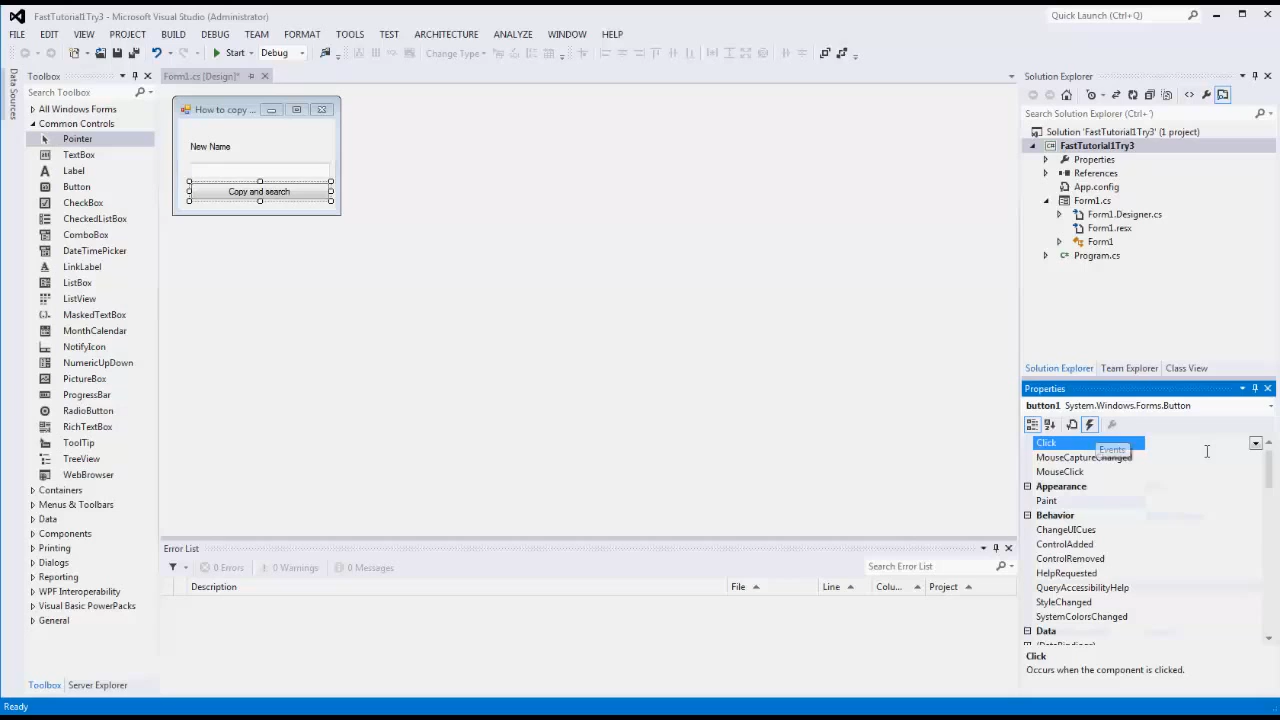 FastTutorial1Try3 - Microsoft Visual Studio (Administrator)
Quick Launch (Ctrl+Q)
FILE EDIT VIEW PROJECT BUILD DEBUG TEAM FORMAT TOOLS TEST ARCHITECTURE ANALYZE WINDOW HELP
Start Debug Change Type
Data Sources
Toolbox
Search Toolbox
All Windows Forms
Common Controls
Pointer
TextBox
Label
Button
CheckBox
CheckedListBox
ComboBox
DateTimePicker
LinkLabel
ListBox
ListView
MaskedTextBox
MonthCalendar
NotifyIcon
NumericUpDown
PictureBox
ProgressBar
RadioButton
RichTextBox
ToolTip
TreeView
WebBrowser
Containers
Menus & Toolbars
Data
Components
Printing
Dialogs
Reporting
WPF Interoperability
Visual Basic PowerPacks
General
Toolbox Server Explorer
Form1.cs [Design]*
How to copy ...
New Name
Copy and search
Error List
0 Errors 0 Warnings 0 Messages
Search Error List
Description File Line Colu... Project
Solution Explorer
Search Solution Explorer (Ctrl+ ')
Solution 'FastTutorial1Try3' (1 project)
FastTutorial1Try3
Properties
References
App.config
Form1.cs
Form1.Designer.cs
Form1.resx
Form1
Program.cs
Solution Explorer Team Explorer Class View
Properties
button1 System.Windows.Forms.Button
Click
Events
MouseCaptureChanged
MouseClick
Appearance
Paint
Behavior
ChangeUICues
ControlAdded
ControlRemoved
HelpRequested
QueryAccessibilityHelp
StyleChanged
SystemColorsChanged
Data
(DataBindings)
Click
Occurs when the component is clicked.
Ready